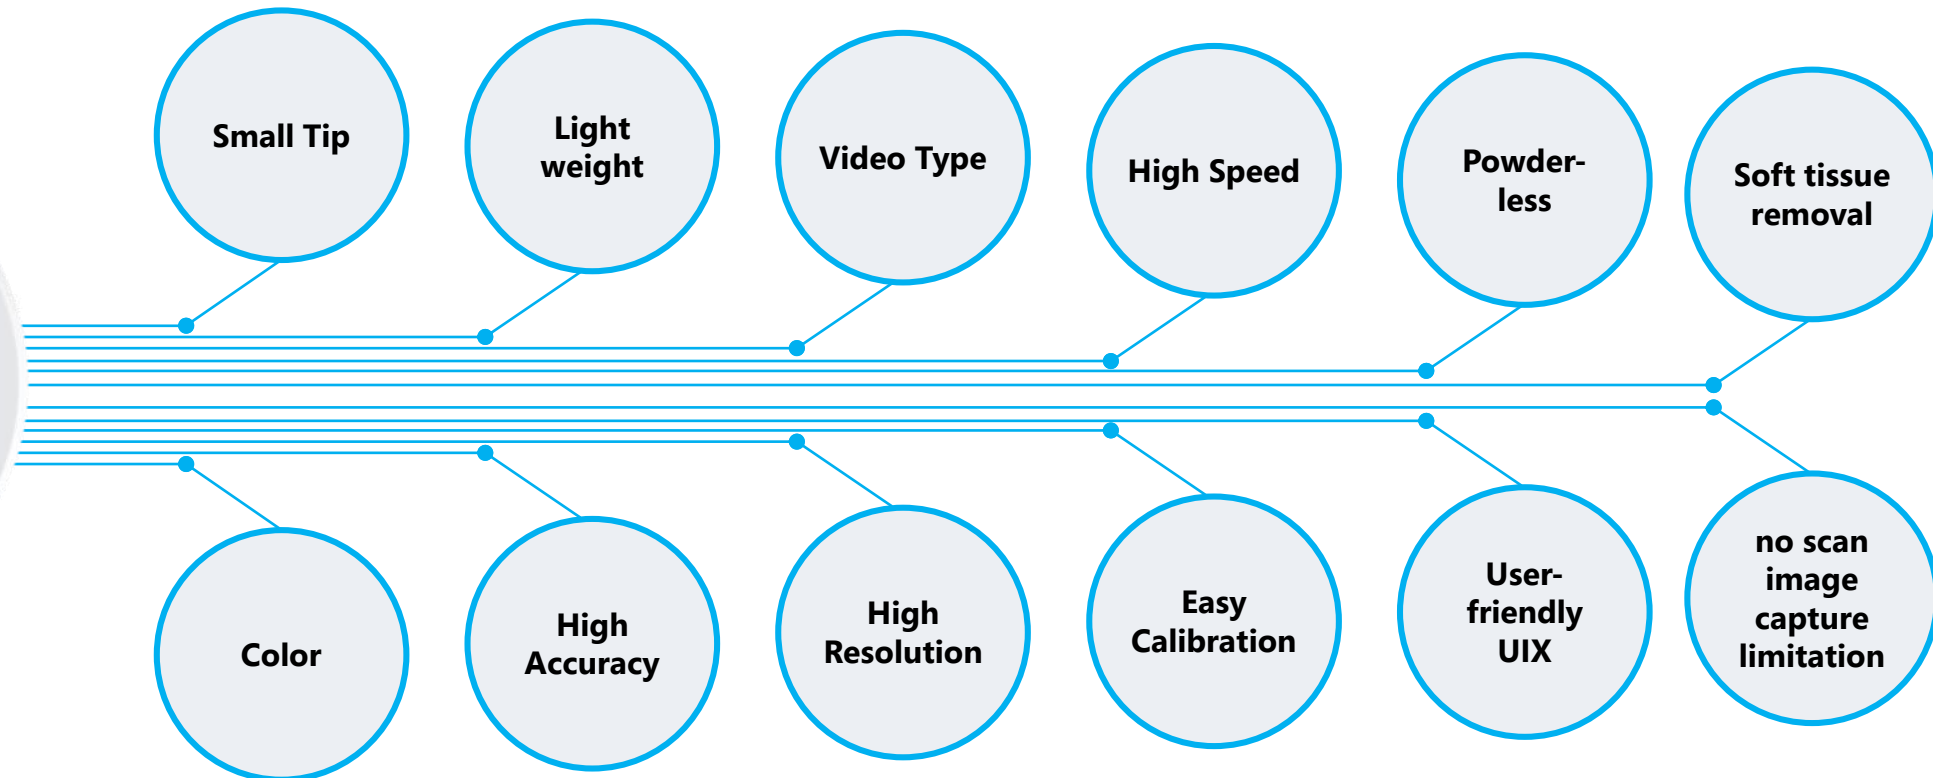 Small Tip
Light
weight
Video Type
High Speed
Powder-
less
Soft tissue
removal
Color
High
Accuracy
High
Resolution
Easy
Calibration
User-
friendly
UIX
no scan
image
capture
limitation